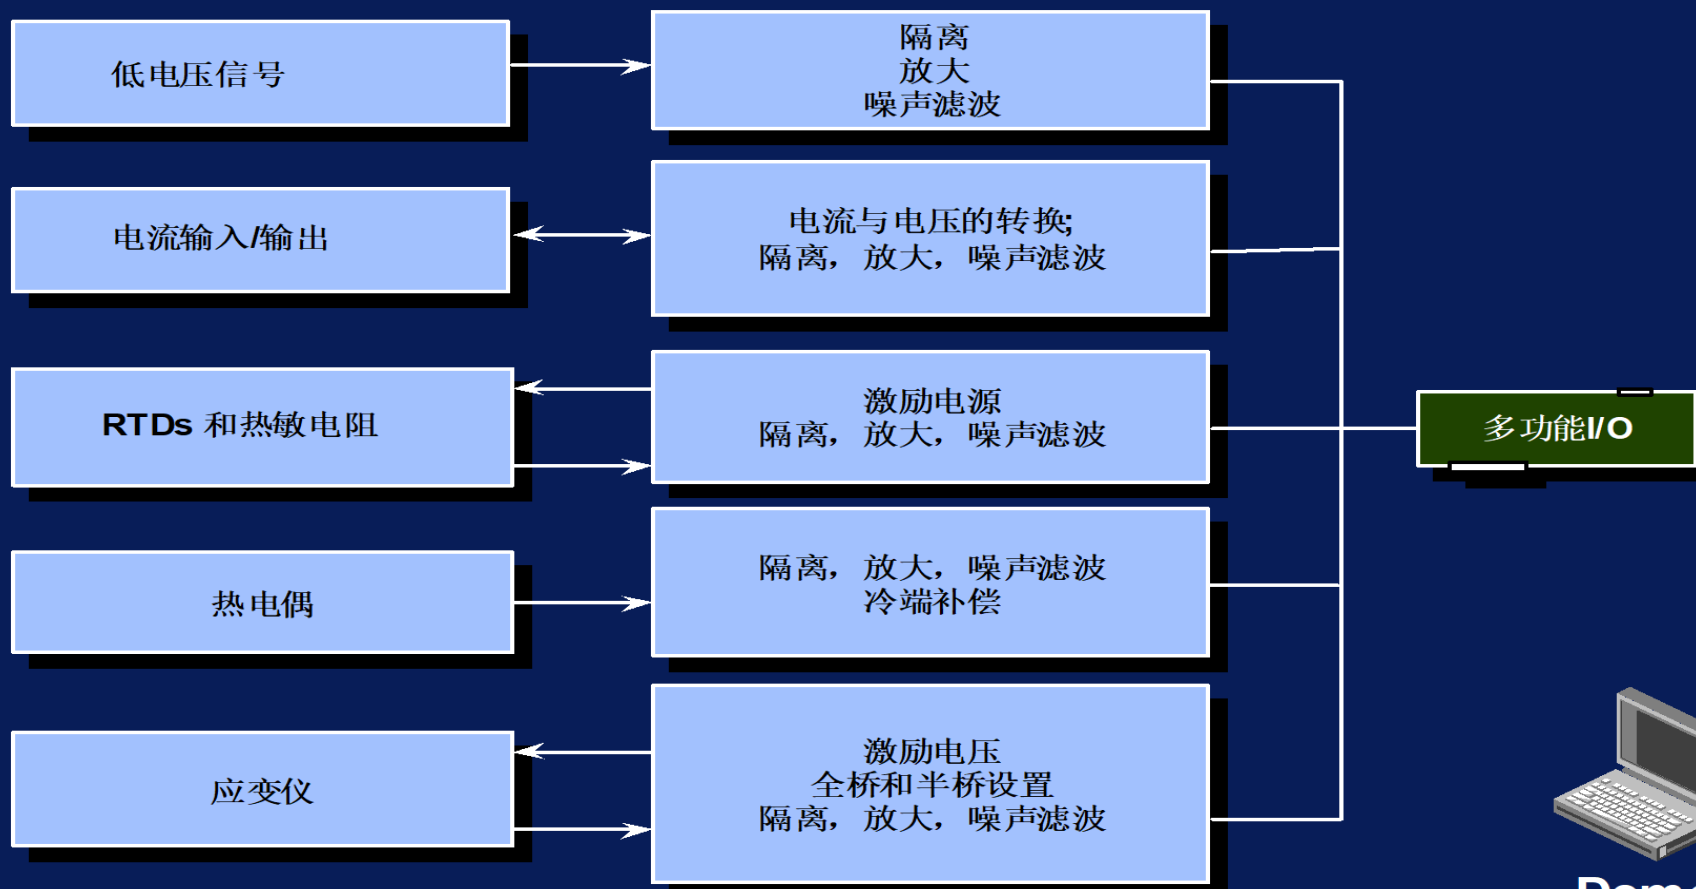 低电压信号
隔离
放大
噪声滤波
电流输入/输出
电流与电压的转换;
隔离，放大，噪声滤波
RTDs 和热敏电阻
激励电源
隔离，放大，噪声滤波
多功能I/O
热电偶
隔离，放大，噪声滤波
冷端补偿
应变仪
激励电压
全桥和半桥设置
隔离，放大，噪声滤波